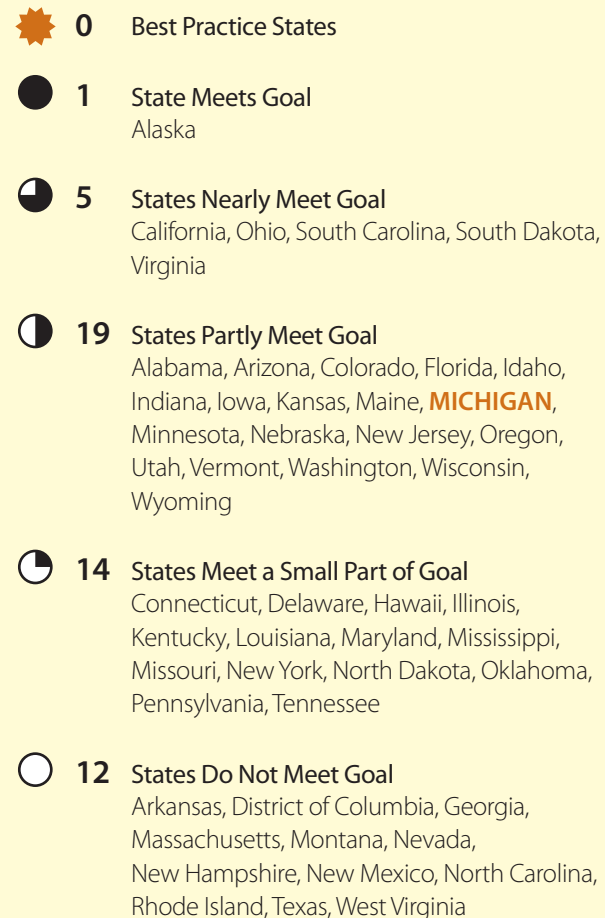 0 Best Practice States
1 State Meets Goal
Alaska
5 States Nearly Meet Goal
California, Ohio, South Carolina, South Dakota,
Virginia
19 States Partly Meet Goal
Alabama, Arizona, Colorado, Florida, Idaho,
Indiana, Iowa, Kansas, Maine, MICHIGAN,
Minnesota, Nebraska, New Jersey, Oregon,
Utah, Vermont, Washington, Wisconsin,
Wyoming
14 States Meet a Small Part of Goal
Connecticut, Delaware, Hawaii, Illinois,
Kentucky, Louisiana, Maryland, Mississippi,
Missouri, New York, North Dakota, Oklahoma,
Pennsylvania, Tennessee
12 States Do Not Meet Goal
Arkansas, District of Columbia, Georgia,
Massachusetts, Montana, Nevada,
New Hampshire, New Mexico, North Carolina,
Rhode Island, Texas, West Virginia